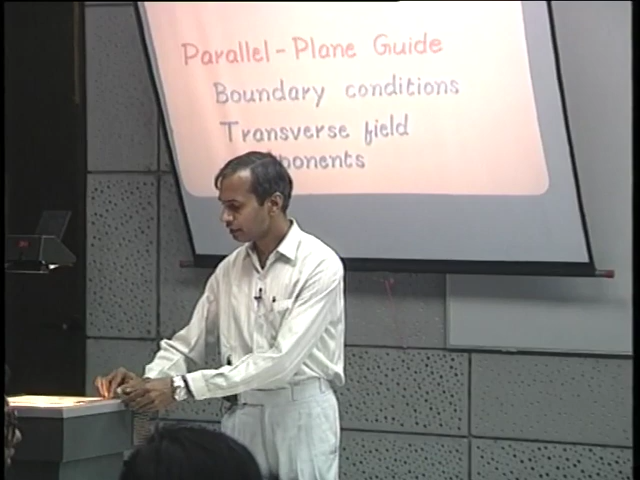 Parallel-Plane Guide
Boundary conditions
Transverse field
ponents